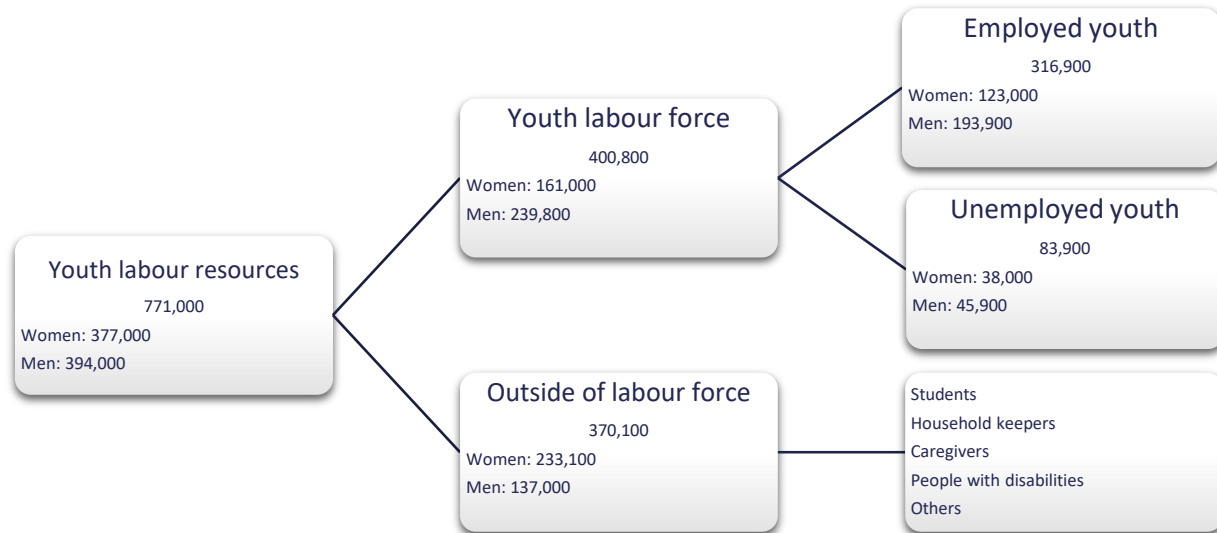 Youth labour resources
771,000
Women: 377,000
Men: 394,000
Youth labour force
400,800
Women: 161,000
Men: 239,800
Outside of labour force
370,100
Women: 233,100
Men: 137,000
Employed youth
316,900
Women: 123,000
Men: 193,900
Unemployed youth
83,900
Women: 38,000
Men: 45,900
Students
Household keepers
Caregivers
People with disabilities
Others